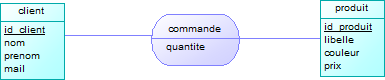 client
id_client
nom
prenom
mail
commande
quantite
produit
id_produit
libelle
couleur
prix